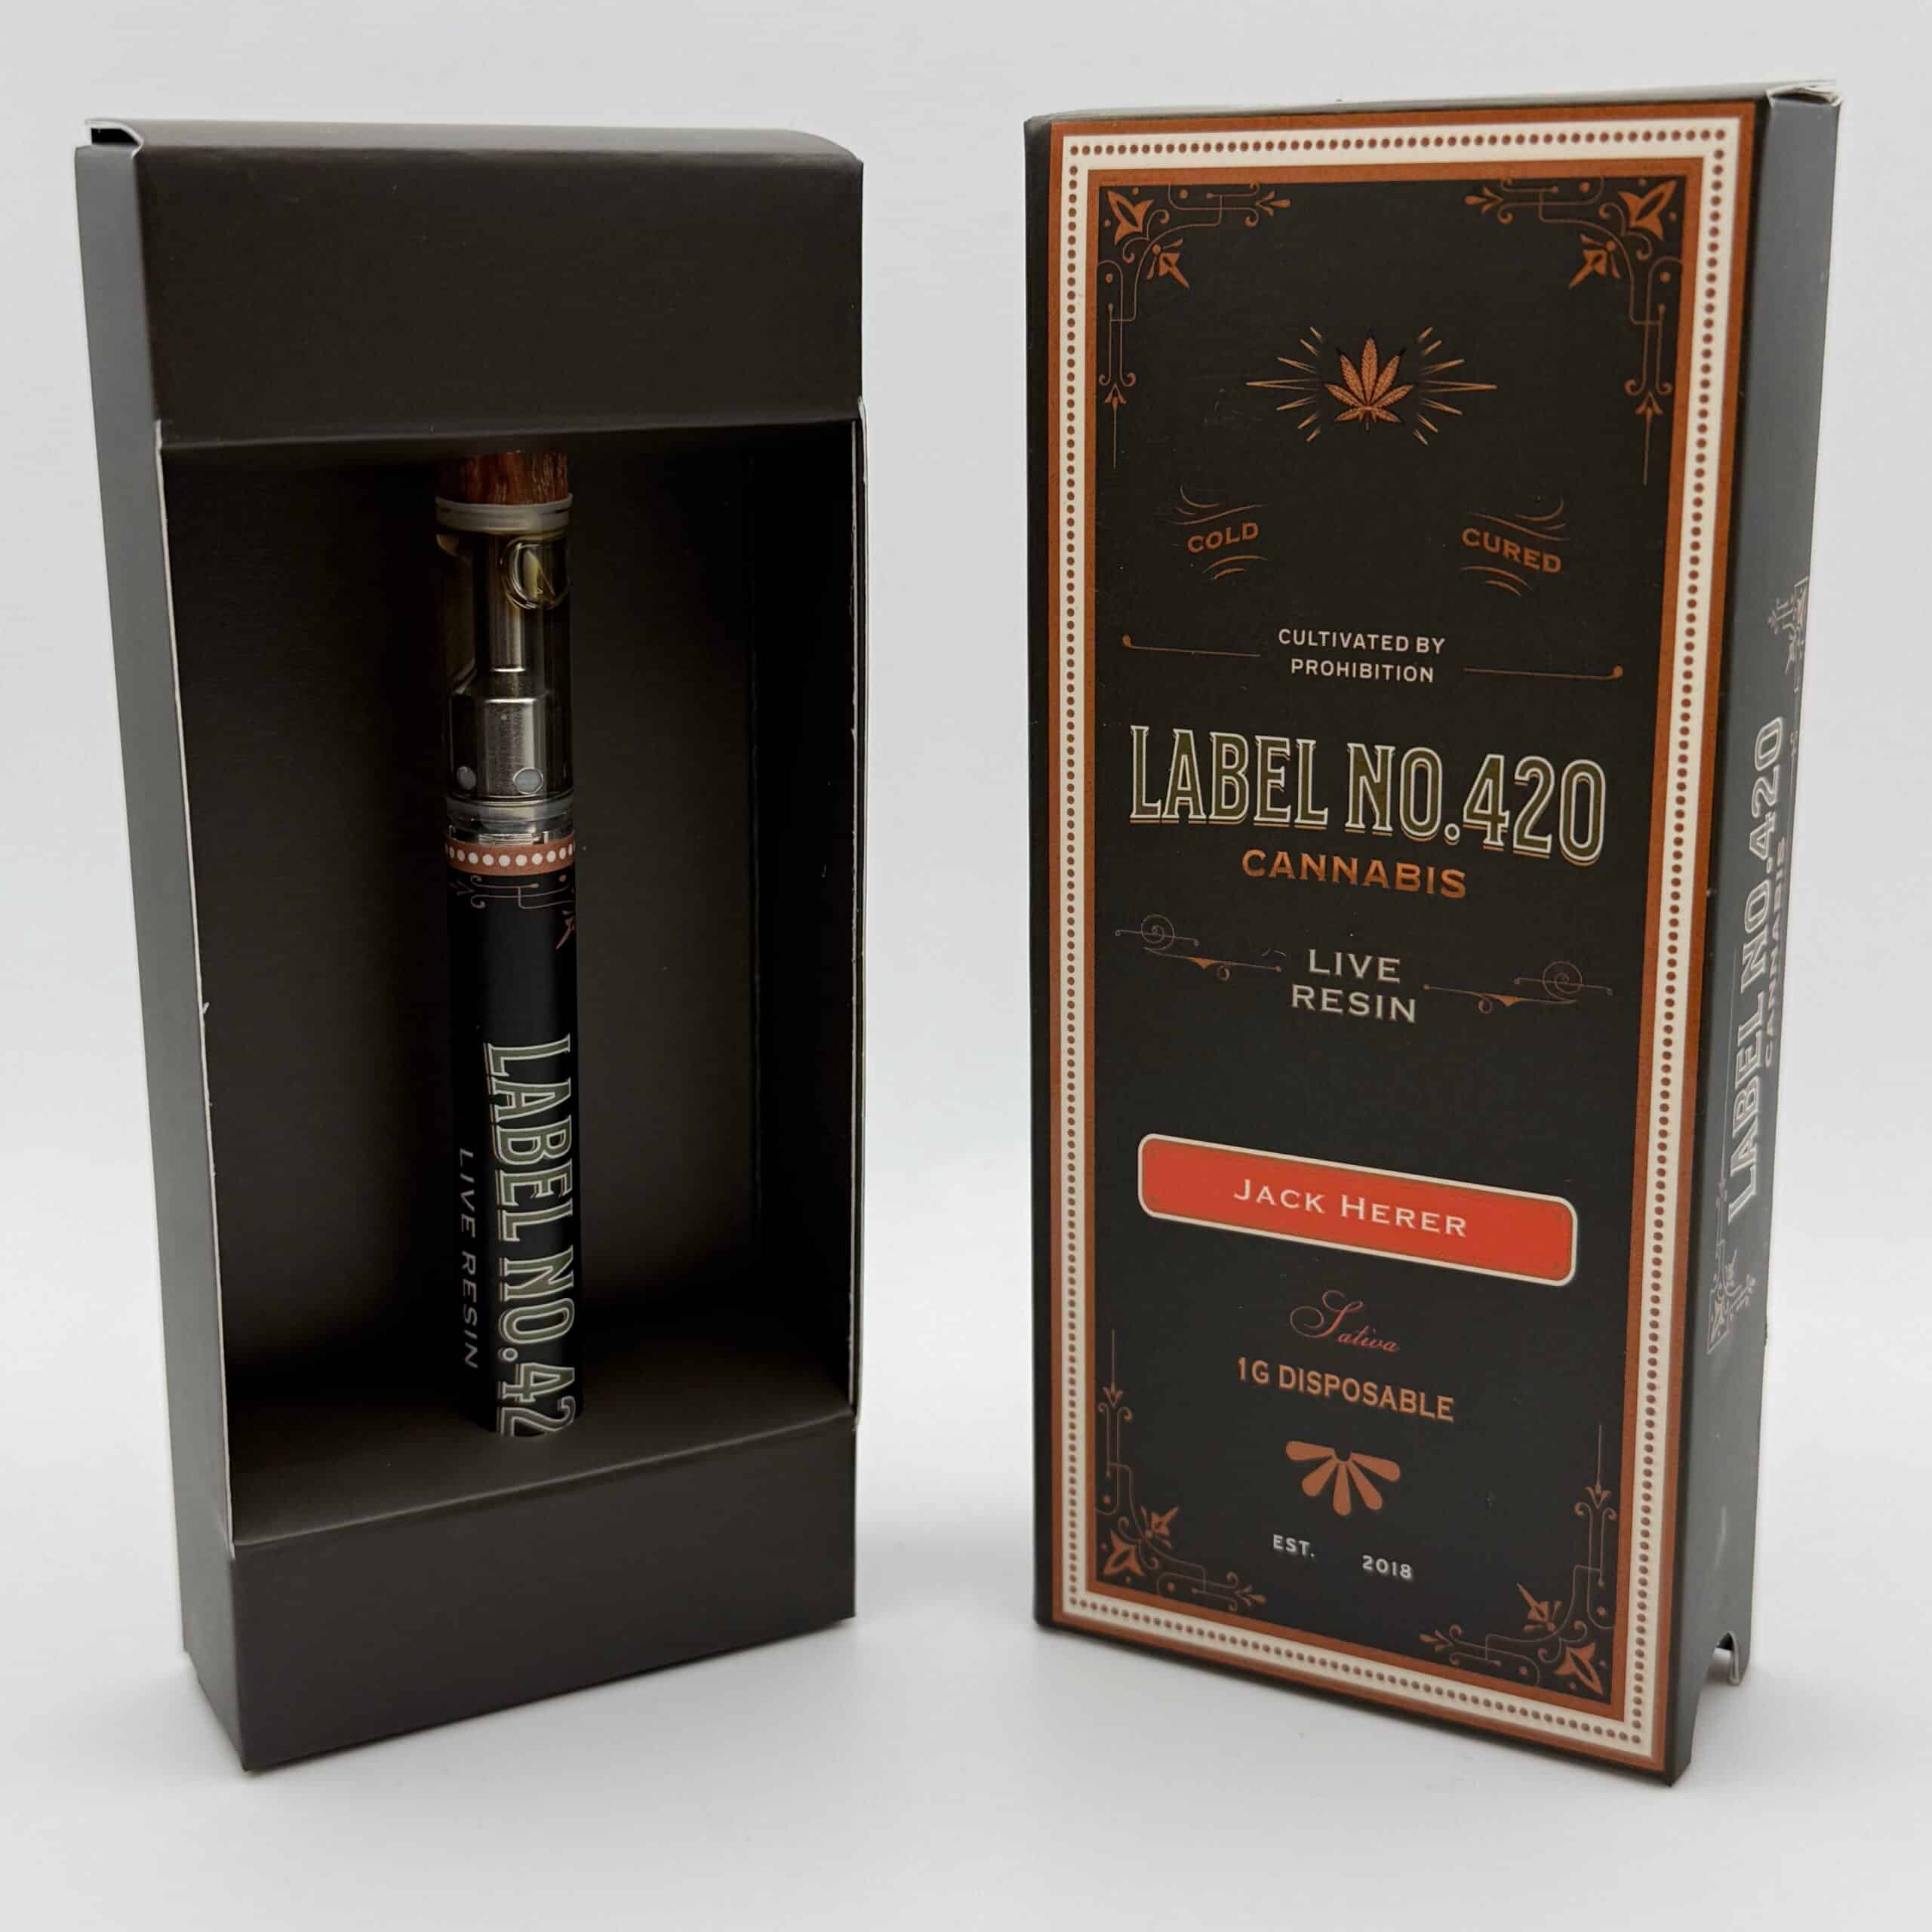 LABEL NO.42
LIVE RESIN
COLD CURED
CULTIVATED BY
PROHIBITION
LABEL NO.420
CANNABIS
LIVE
RESIN
JACK HERER
Sativa
1G DISPOSABLE
EST. 2018
LABEL NO.420
CANNABIS